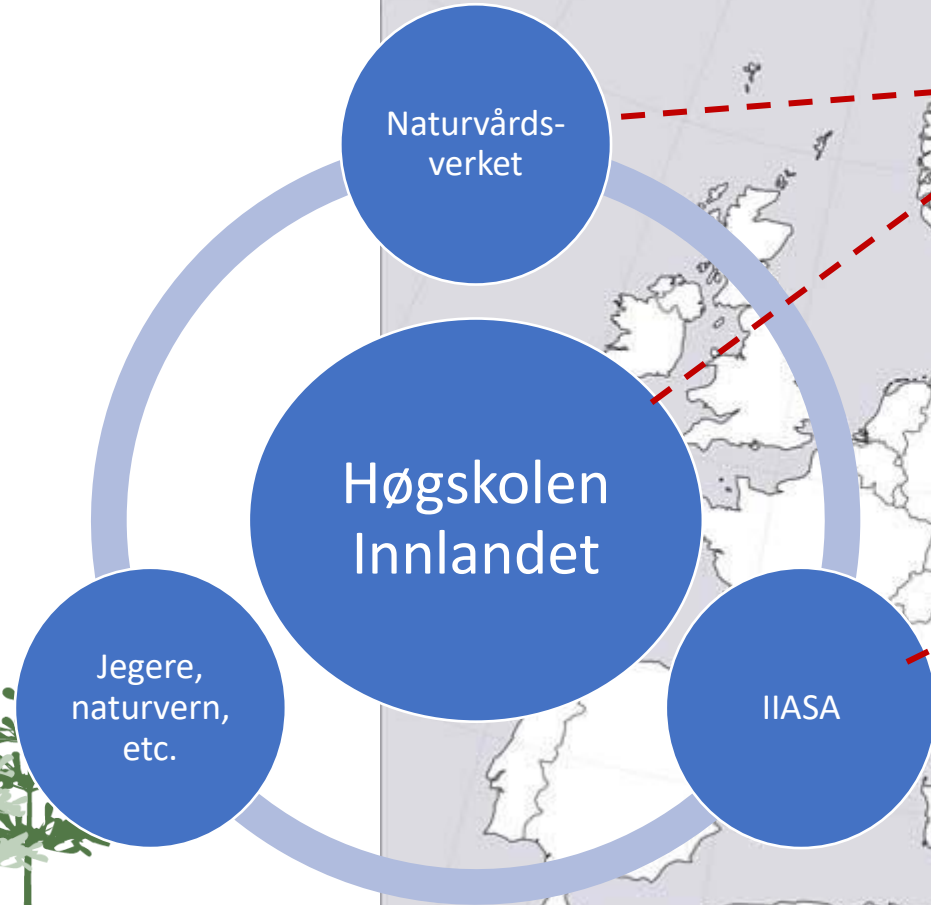 Naturvårds-
verket
Høgskolen
Innlandet
Jegere,
naturvern,
etc.
IIASA